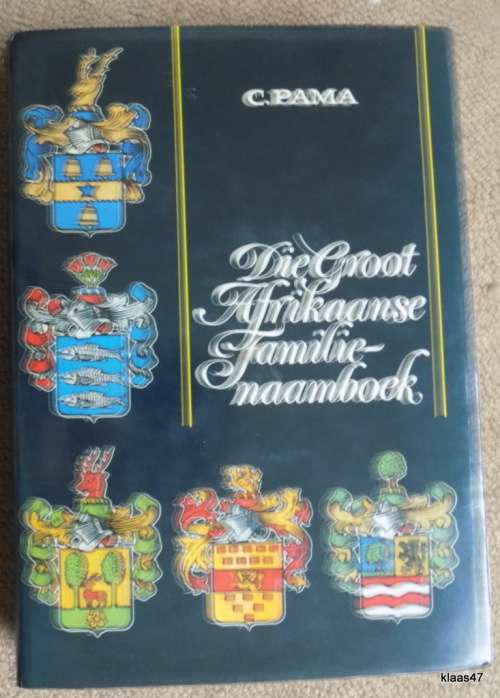 C. PAMA
Die Groot
Afrikaanse
Familie-
naamboek
klaas47